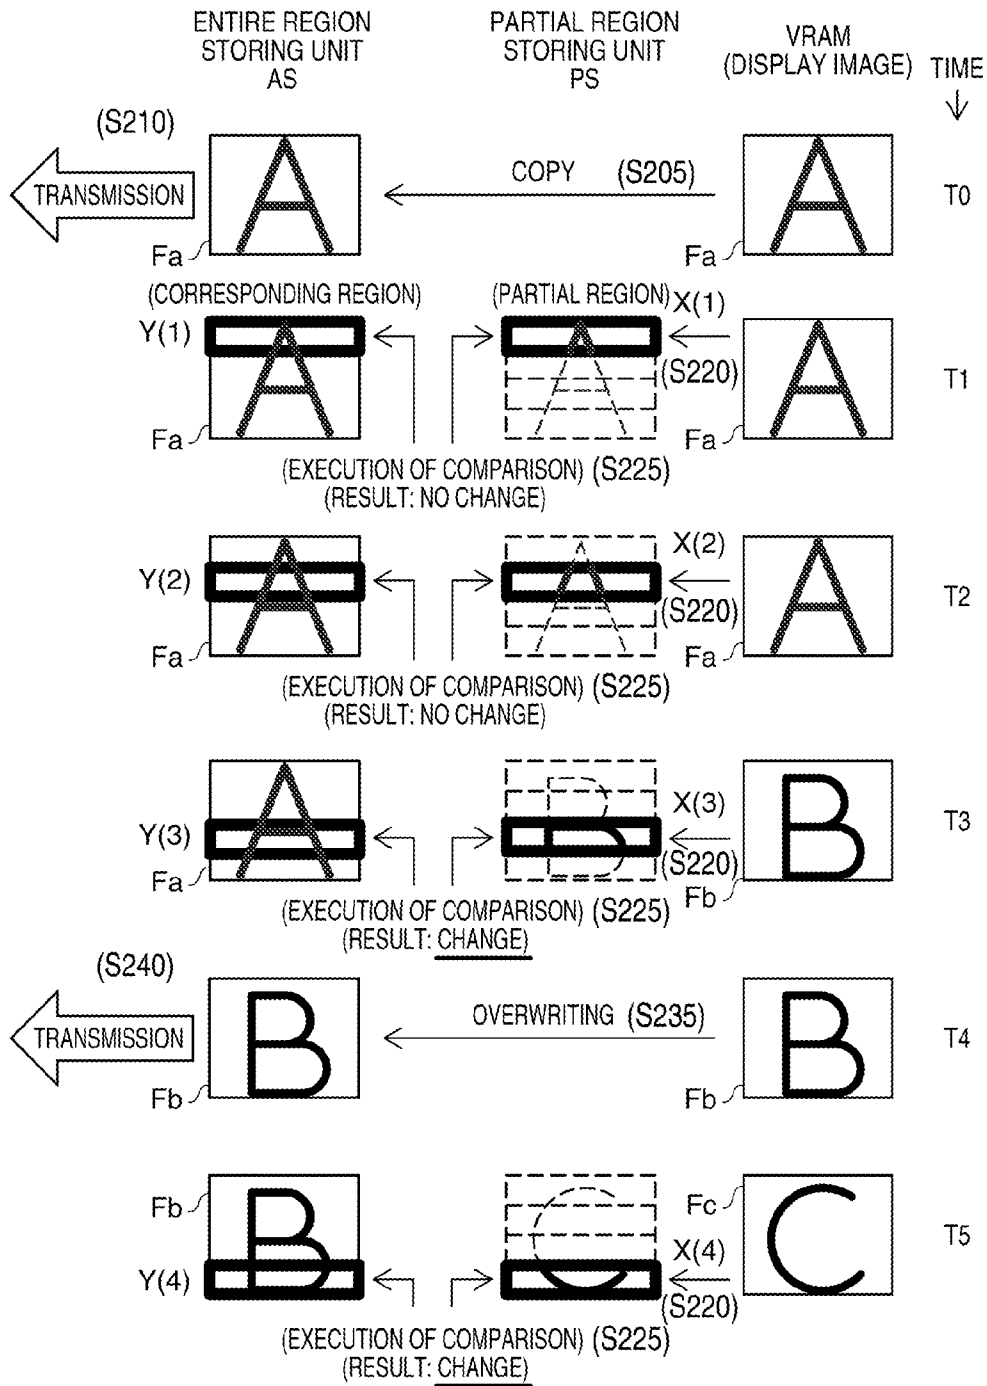 ENTIRE REGION
STORING UNIT
AS
PARTIAL REGION
STORING UNIT
PS
VRAM
(DISPLAY IMAGE)
TIME
(S210)
TRANSMISSION
A
Fa
COPY (S205)
A
Fa
T0
(CORRESPONDING REGION)
(PARTIAL REGION)
X(1)
Y(1)
A
Fa
A
(S220)
A
Fa
T1
(EXECUTION OF COMPARISON) (S225)
(RESULT: NO CHANGE)
X(2)
Y(2)
A
Fa
A
(S220)
A
Fa
T2
(EXECUTION OF COMPARISON) (S225)
(RESULT: NO CHANGE)
X(3)
Y(3)
A
Fa
B
(S220)
B
Fb
T3
(EXECUTION OF COMPARISON) (S225)
(RESULT: CHANGE)
(S240)
TRANSMISSION
B
Fb
OVERWRITING (S235)
B
Fb
T4
Fb
B
Y(4)
C
X(4)
(S220)
Fc
C
T5
(EXECUTION OF COMPARISON) (S225)
(RESULT: CHANGE)